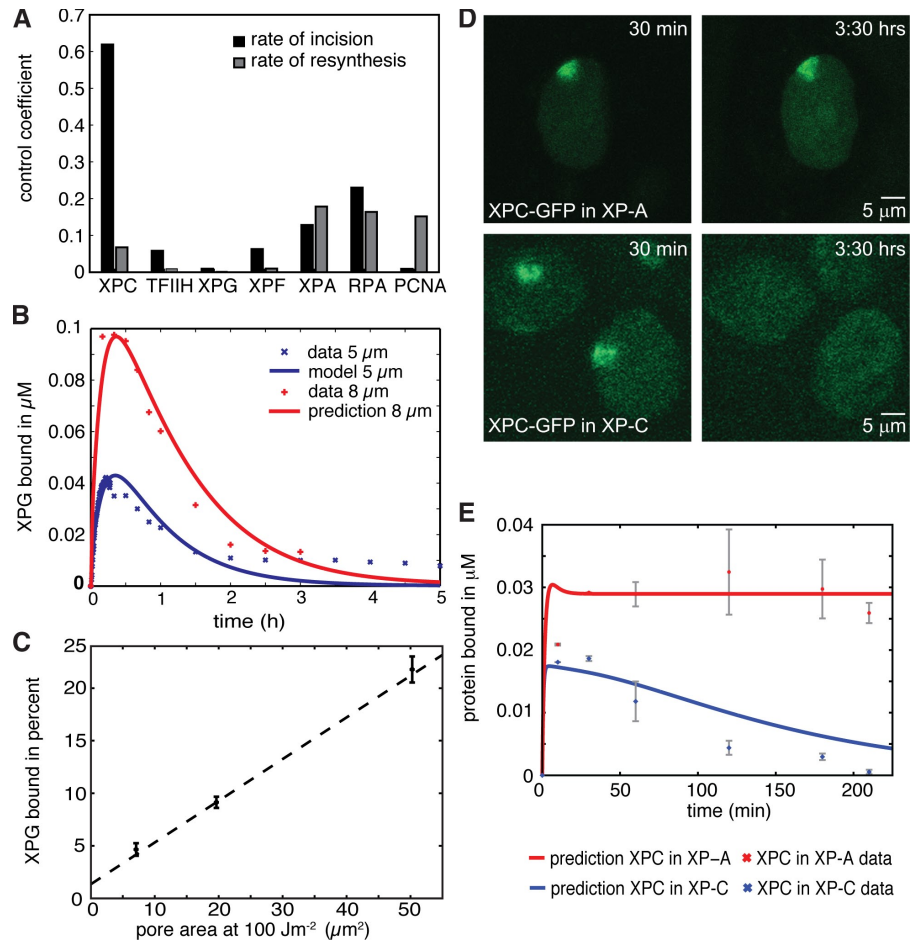 A
0.7
0.6
0.5
0.4
0.3
0.2
0.1
0
control coefficient
rate of incision
rate of resynthesis
XPC TFIIH XPG XPF XPA RPA PCNA
B
0.1
0.08
0.06
0.04
0.02
0
XPG bound in µM
data 5 µm
model 5 µm
data 8 µm
prediction 8 µm
0 1 2 3 4 5
time (h)
C
25
20
15
10
5
0
XPG bound in percent
0 10 20 30 40 50
pore area at 100 Jm⁻² (µm²)
D
30 min
XPC-GFP in XP-A
3:30 hrs
5 µm
30 min
XPC-GFP in XP-C
3:30 hrs
5 µm
E
0.04
0.03
0.02
0.01
0
protein bound in µM
0 50 100 150 200
time (min)
prediction XPC in XP–A
XPC in XP-A data
prediction XPC in XP-C
XPC in XP-C data